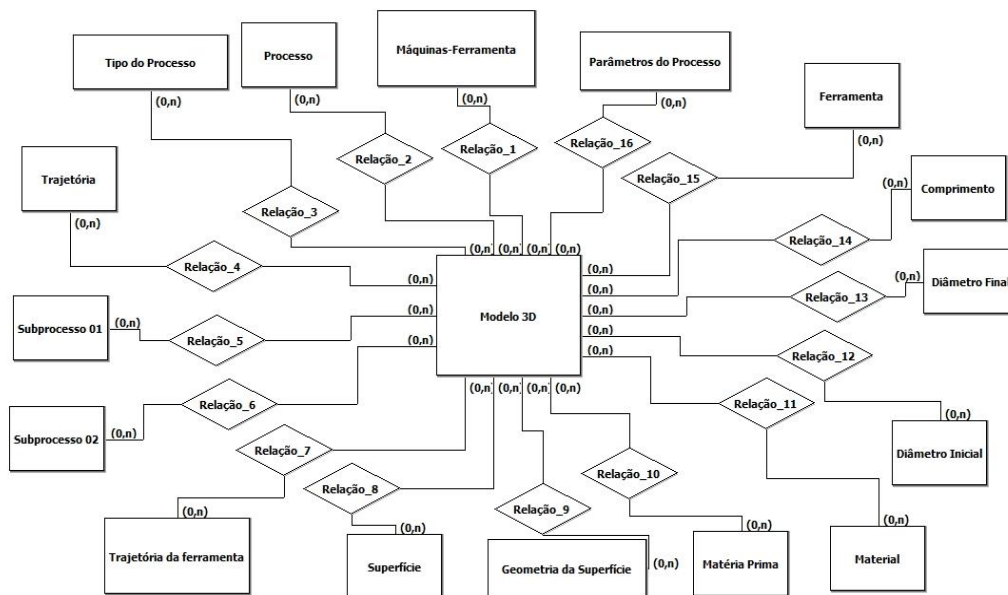 Máquinas-Ferramenta
Processo
Tipo do Processo
Parâmetros do Processo
Ferramenta
(0,n)
(0,n)
(0,n)
(0,n)
(0,n)
Relação_16
Relação_1
Relação_2
Relação_15
Trajetória
Comprimento
(0,n)
Relação_3
(0,n)
Relação_14
(0,n)
(0,n)
(0,n)
(0,n)
(0,n)
Relação_4
(0,n)
(0,n)
(0,n)
Diâmetro Final
(0,n)
Relação_13
(0,n)
(0,n)
Subprocesso 01
(0,n)
Modelo 3D
(0,n)
Relação_5
(0,n)
(0,n)
Relação_12
(0,n)
(0,n)
(0,n)
(0,n)
Relação_6
Relação_11
(0,n)
Subprocesso 02
(0,n)
Diâmetro Inicial
Relação_7
Relação_10
Relação_8
Relação_9
(0,n)
(0,n)
(0,n)
(0,n)
Trajetória da ferramenta
Superfície
Geometria da Superfície
(0,n)
Matéria Prima
Material